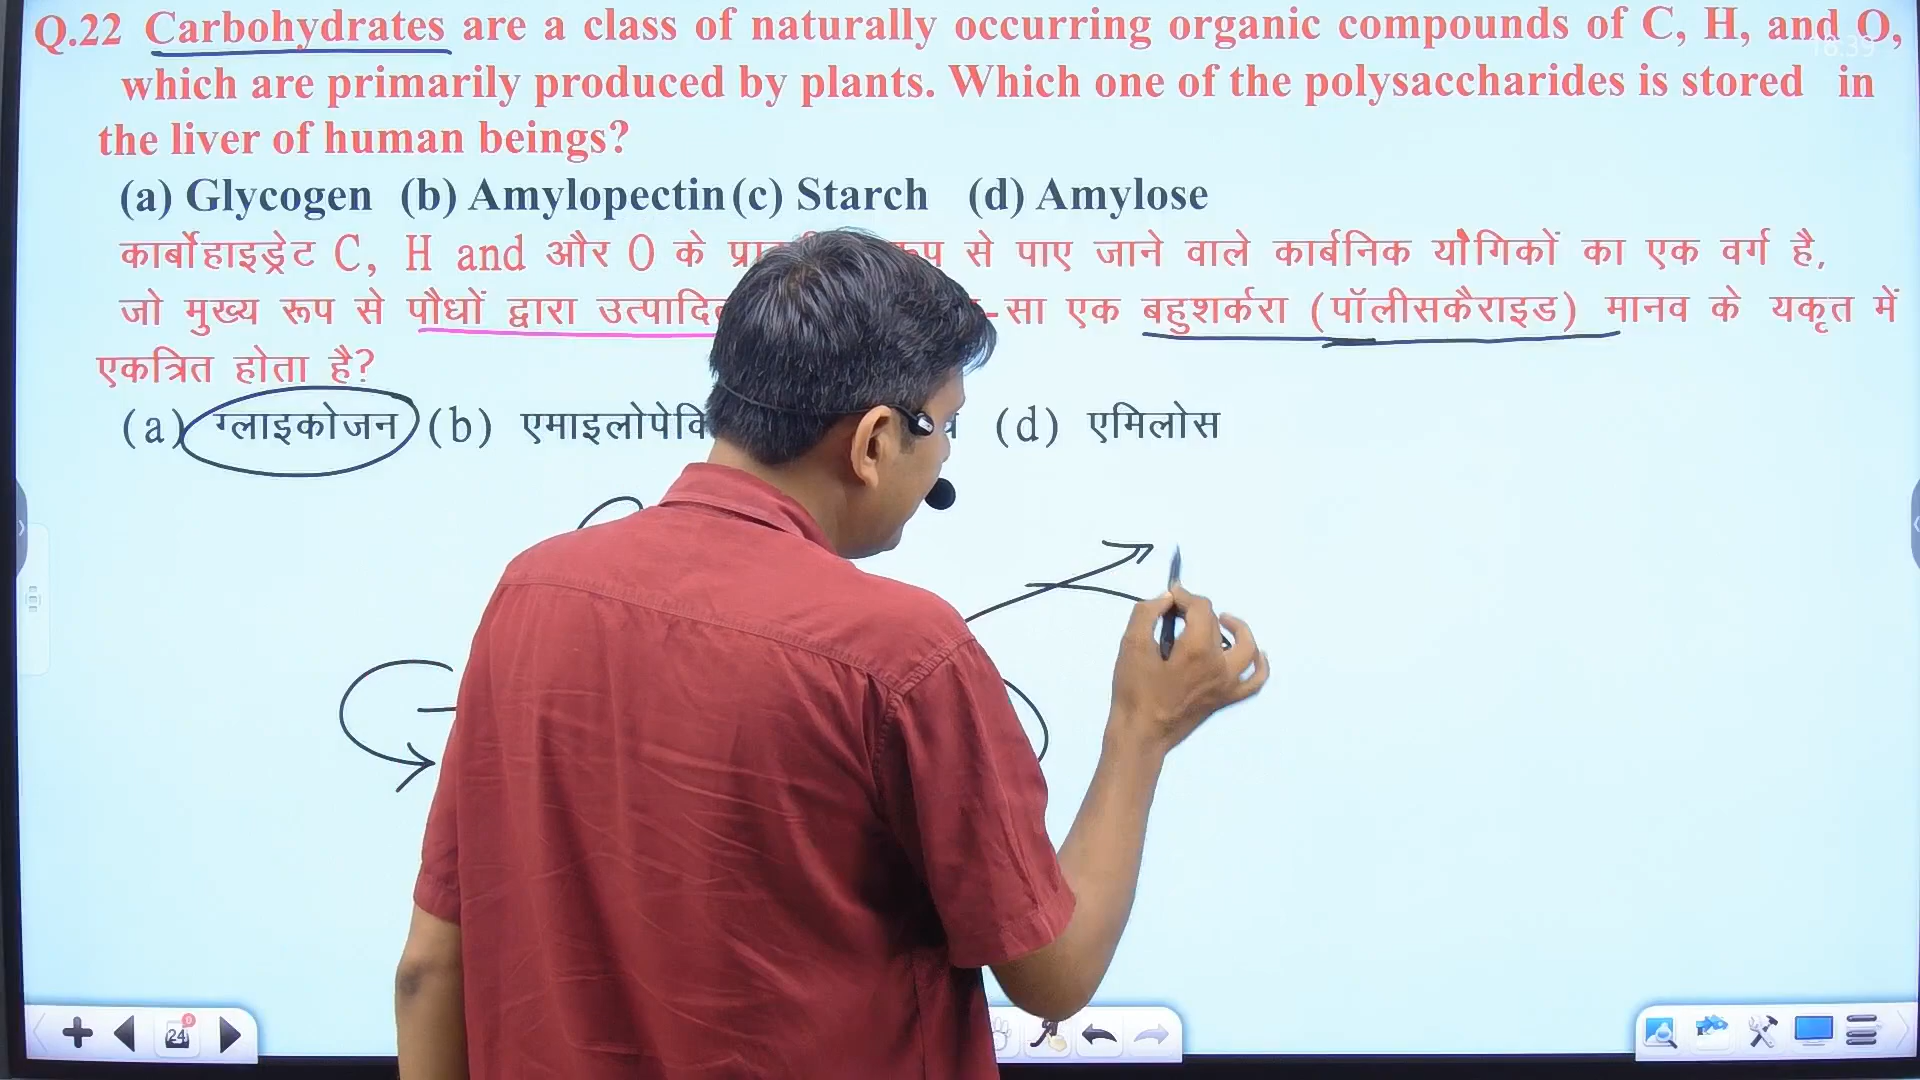 Q.22 Carbohydrates are a class of naturally occurring organic compounds of C, H, and O,
which are primarily produced by plants. Which one of the polysaccharides is stored in
the liver of human beings?
(a) Glycogen (b) Amylopectin (c) Starch (d) Amylose
कार्बोहाइड्रेट C, H and और O के से पाए जाने वाले कार्बनिक यौगिकों का एक वर्ग है,
जो मुख्य रूप से पौधों द्वारा -सा एक बहुशर्करा (पॉलीसकैराइड) मानव के यकृत में
एकत्रित होता है?
(a) ग्लाइकोजन (b) (d) एमिलोस
24